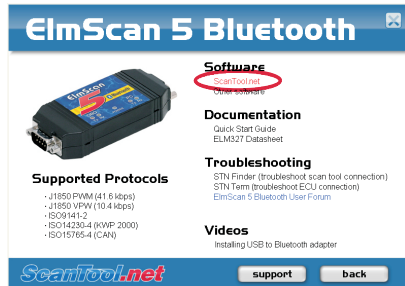 ElmScan 5 Bluetooth
Software
ScanTool.net
Other software
Documentation
Quick Start Guide
ELM327 Datasheet
Troubleshooting
STN Finder (troubleshoot scan tool connection)
STN Term (troubleshoot ECU connection)
ElmScan 5 Bluetooth User Forum
Videos
Installing USB to Bluetooth adapter
ElmScan
5
Bluetooth
Supported Protocols
· J1850 PWM (41.6 kbps)
· J1850 VPW (10.4 kbps)
· ISO9141-2
· ISO14230-4 (KWP 2000)
· ISO15765-4 (CAN)
ScanTool.net
support
back